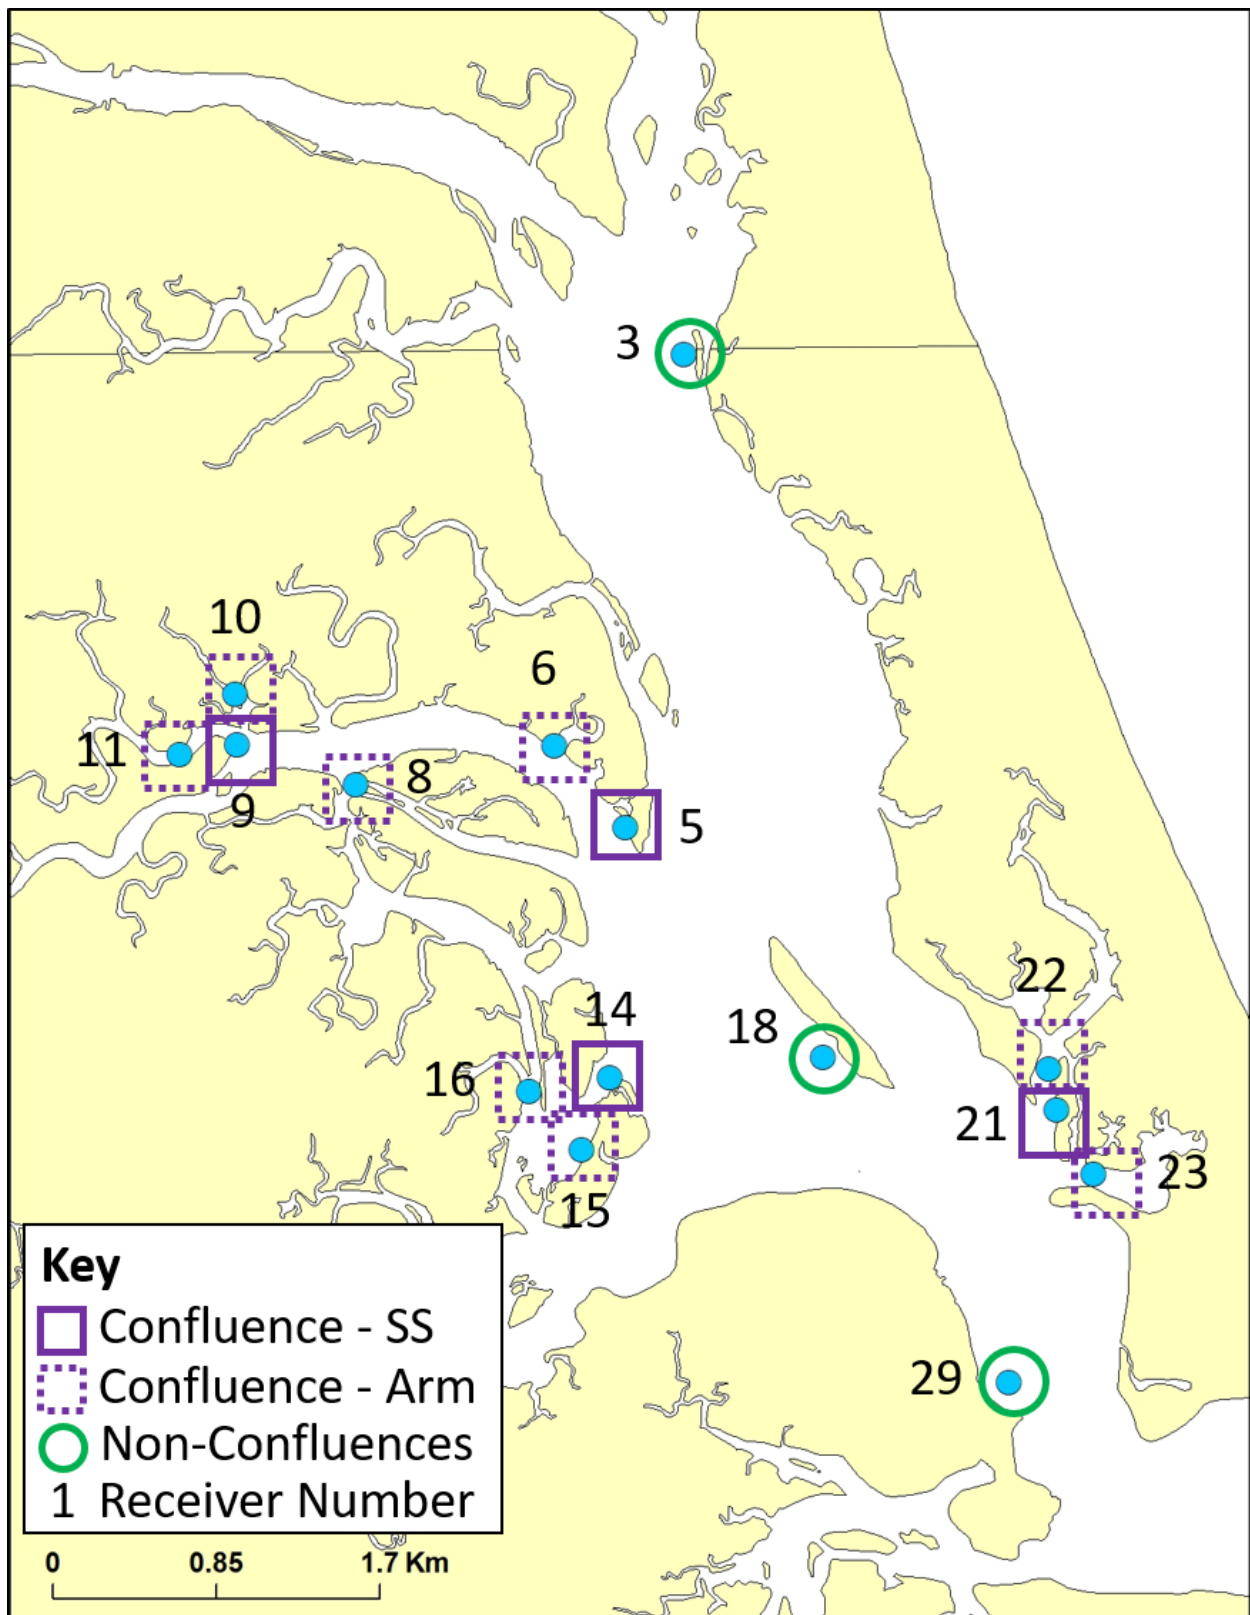 3
10
6
11
8
9
5
22
14
18
16
21
23
15
29
Key
Confluence - SS
Confluence - Arm
Non-Confluences
1 Receiver Number
0 0.85 1.7 Km